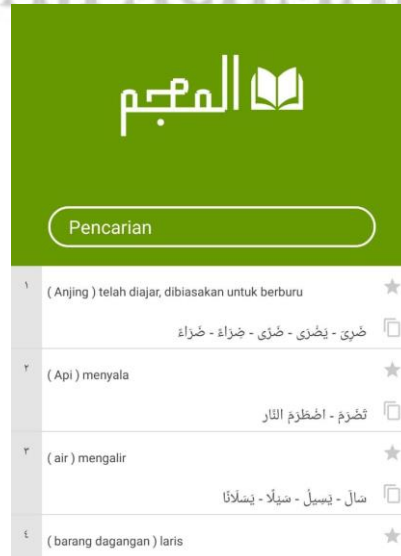 المعجم
Pencarian
١
( Anjing ) telah diajar, dibiasakan untuk berburu
ضَرِيَ - يَضْرَى - ضَرًى - ضِرَاءً - ضَرَاءً
٢
( Api ) menyala
تَضَرَمَ - اضْطَرَمَ النَّار
٣
( air ) mengalir
سَالَ - يَسِيلُ - سَيْلًا - يَسَلَانًا
٤
( barang dagangan ) laris